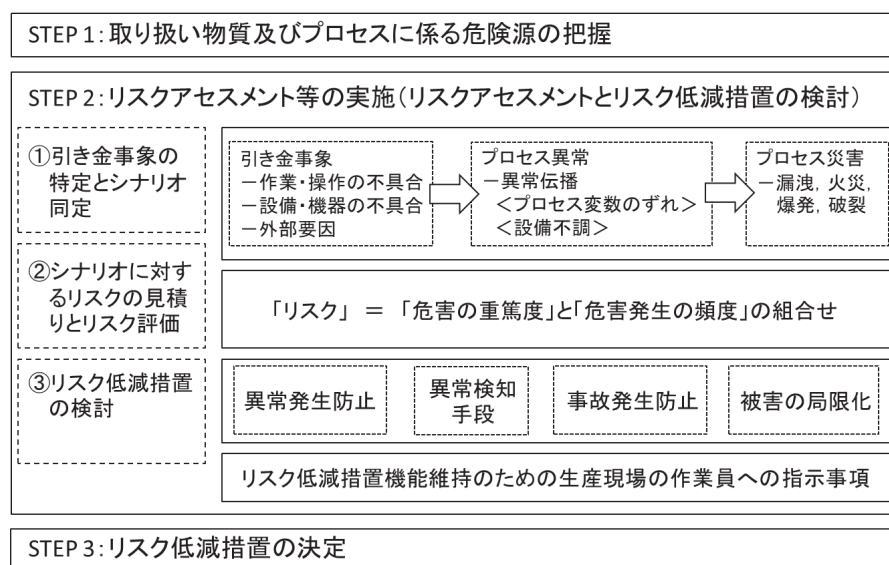 STEP 1:取り扱い物質及びプロセスに係る危険源の把握
STEP 2:リスクアセスメント等の実施(リスクアセスメントとリスク低減措置の検討)
①引き金事象の
特定とシナリオ
同定
引き金事象
－作業・操作の不具合
－設備・機器の不具合
－外部要因
プロセス異常
－異常伝播
＜プロセス変数のずれ＞
＜設備不調＞
プロセス災害
－漏洩, 火災,
爆発, 破裂
②シナリオに対す
るリスクの見積
りとリスク評価
「リスク」 ＝ 「危害の重篤度」と「危害発生の頻度」の組合せ
③リスク低減措置
の検討
異常発生防止
異常検知
手段
事故発生防止
被害の局限化
リスク低減措置機能維持のための生産現場の作業員への指示事項
STEP 3:リスク低減措置の決定